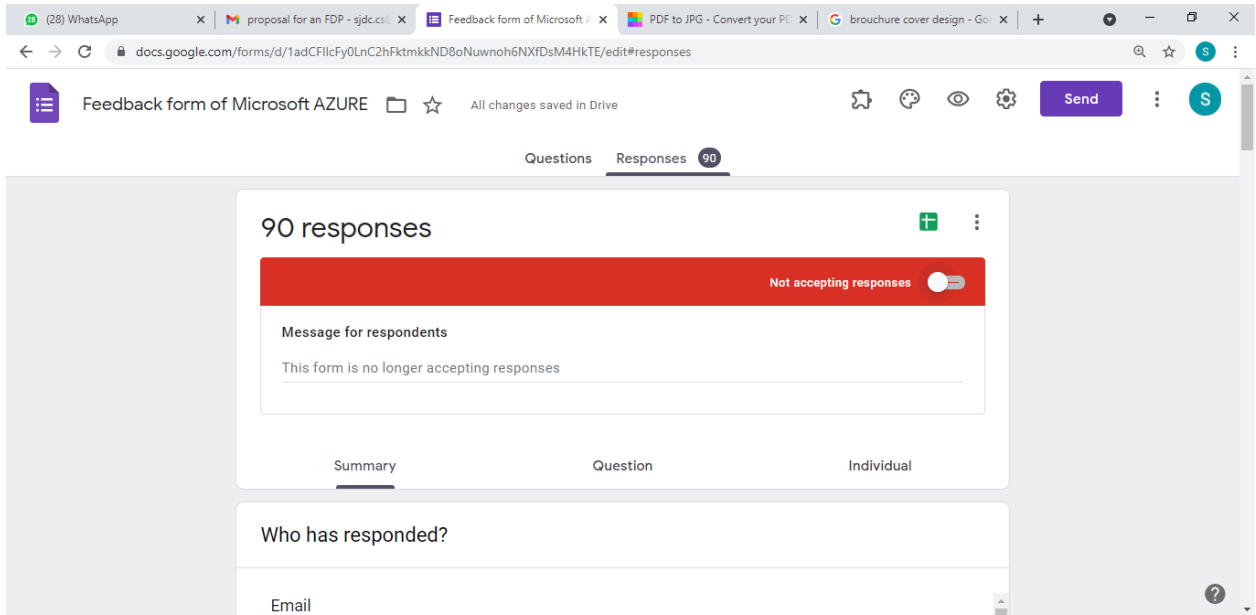 28 (28) WhatsApp
proposal for an FDP - sjdc.cs@
Feedback form of Microsoft A
PDF to JPG - Convert your PD
G brouchure cover design - Goo
docs.google.com/forms/d/1adCFIlcFy0LnC2hFktmkkND8oNuwnoh6NXfDsM4HkTE/edit#responses
S
Feedback form of Microsoft AZURE
All changes saved in Drive
Send
S
Questions Responses 90
90 responses
Not accepting responses
Message for respondents
This form is no longer accepting responses
Summary Question Individual
Who has responded?
Email